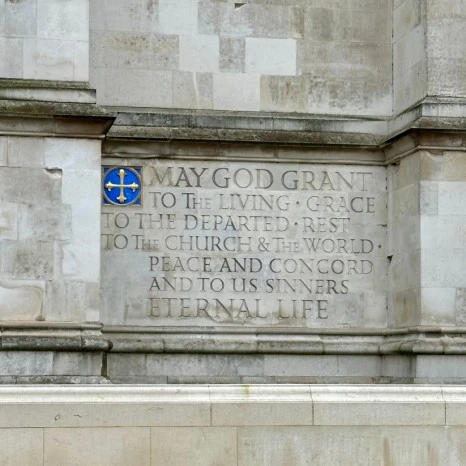 MAY GOD GRANT
TO THE LIVING · GRACE
TO THE DEPARTED · REST
TO THE CHURCH & THE WORLD ·
PEACE AND CONCORD
AND TO US SINNERS
ETERNAL LIFE